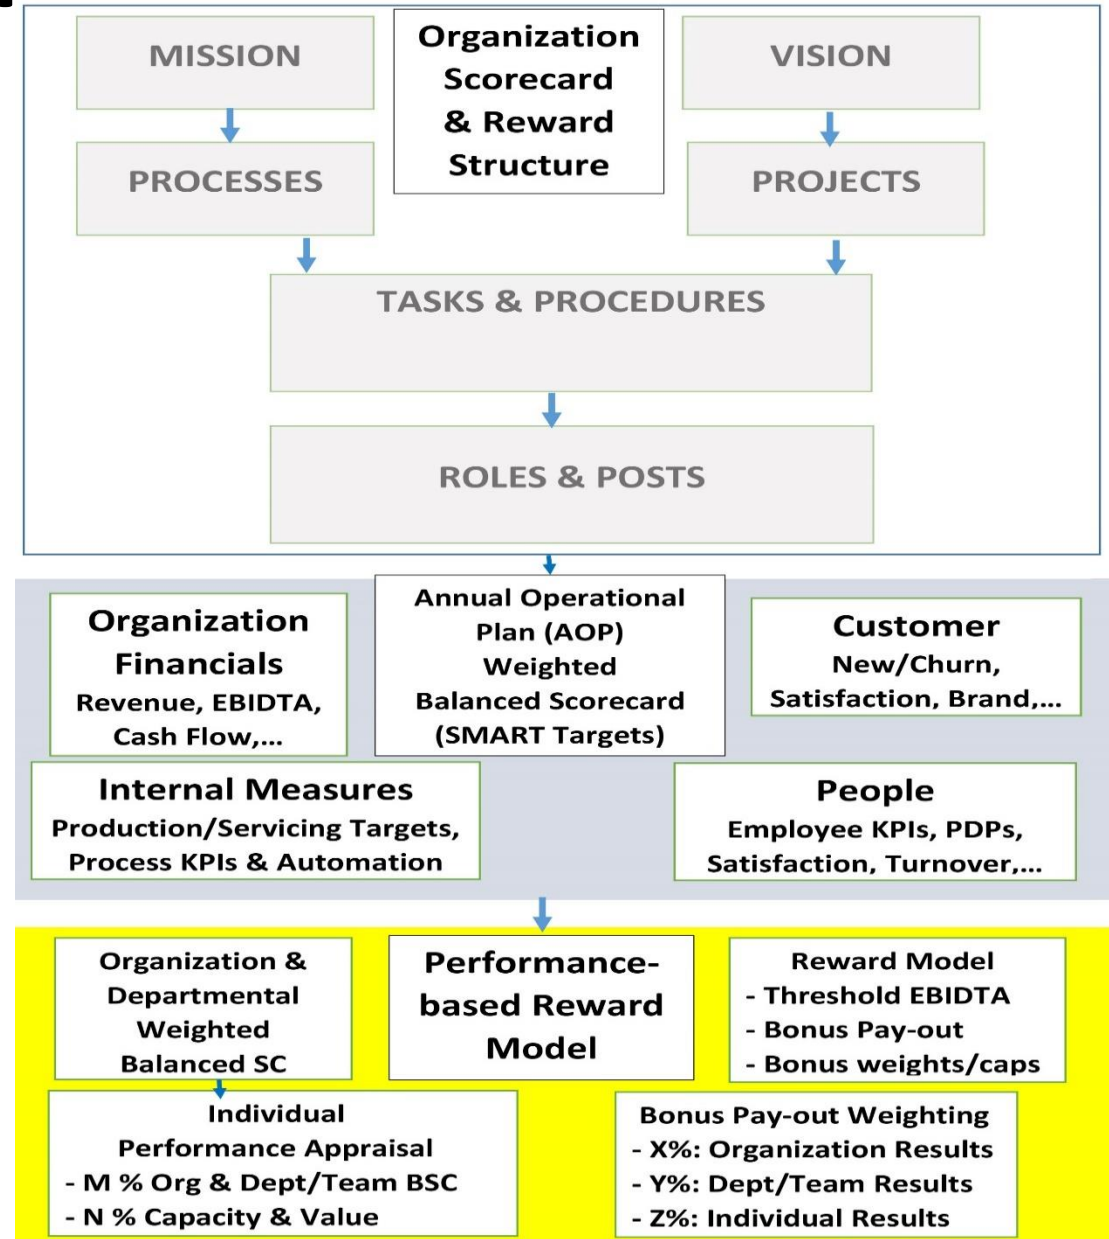 MISSION
Organization
Scorecard
& Reward
Structure
VISION
PROCESSES
PROJECTS
TASKS & PROCEDURES
ROLES & POSTS
Organization
Financials
Revenue, EBIDTA,
Cash Flow,...
Annual Operational
Plan (AOP)
Weighted
Balanced Scorecard
(SMART Targets)
Customer
New/Churn,
Satisfaction, Brand,...
Internal Measures
Production/Servicing Targets,
Process KPIs & Automation
People
Employee KPIs, PDPs,
Satisfaction, Turnover,...
Organization &
Departmental
Weighted
Balanced SC
Performance-
based Reward
Model
Reward Model
- Threshold EBIDTA
- Bonus Pay-out
- Bonus weights/caps
Individual
Performance Appraisal
- M % Org & Dept/Team BSC
- N % Capacity & Value
Bonus Pay-out Weighting
- X%: Organization Results
- Y%: Dept/Team Results
- Z%: Individual Results